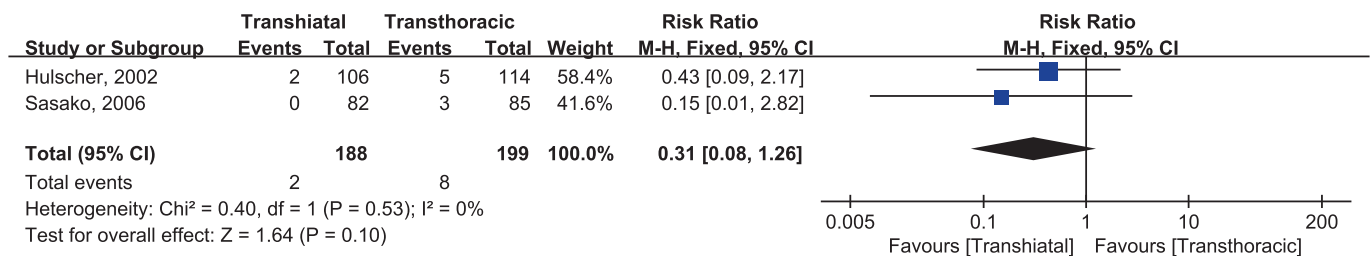 Transhiatal Transthoracic Risk Ratio Risk Ratio
Study or Subgroup Events Total Events Total Weight M-H, Fixed, 95% CI M-H, Fixed, 95% CI
Hulscher, 2002 2 106 5 114 58.4% 0.43 [0.09, 2.17]
Sasako, 2006 0 82 3 85 41.6% 0.15 [0.01, 2.82]
Total (95% CI) 188 199 100.0% 0.31 [0.08, 1.26]
Total events 2 8
Heterogeneity: Chi² = 0.40, df = 1 (P = 0.53); I² = 0%
Test for overall effect: Z = 1.64 (P = 0.10)
0.005 0.1 1 10 200
Favours [Transhiatal] Favours [Transthoracic]